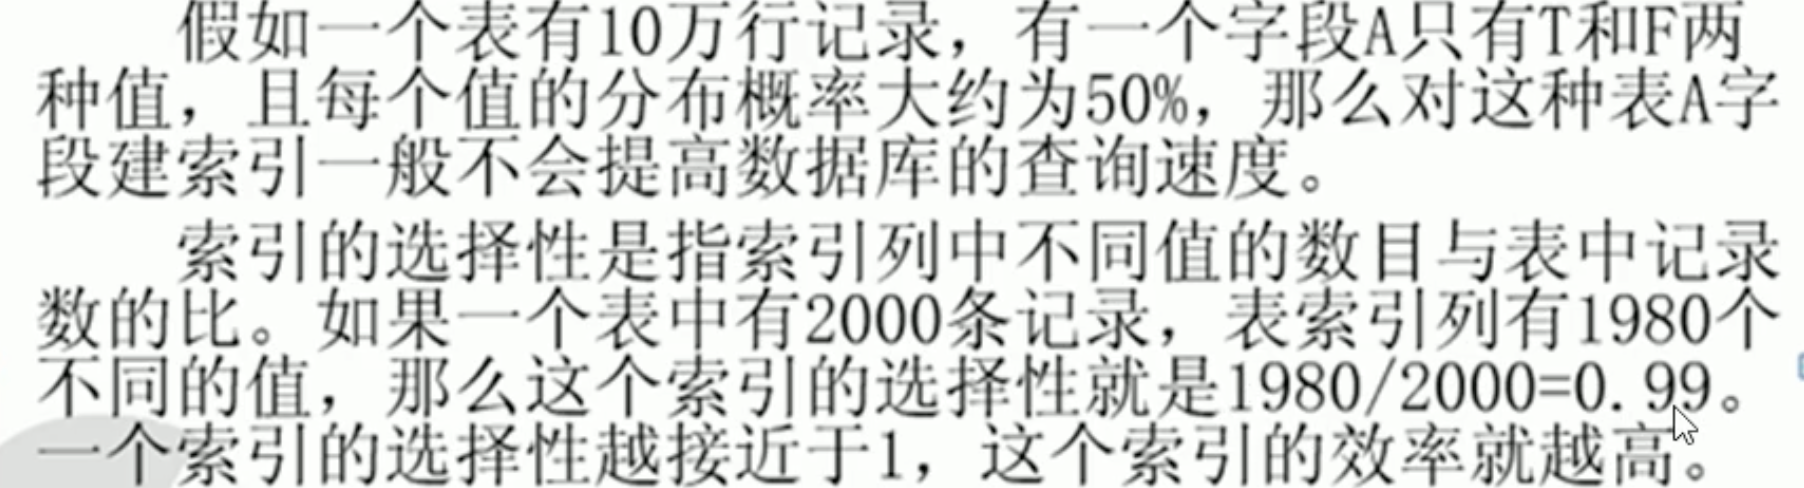 假如一个表有10万行记录，有一个字段A只有T和F两
种值，且每个值的分布概率大约为50%，那么对这种表A字
段建索引一般不会提高数据库的查询速度。
索引的选择性是指索引列中不同值的数目与表中记录
数的比。如果一个表中有2000条记录，表索引列有1980个
不同的值，那么这个索引的选择性就是1980/2000=0.99。
一个索引的选择性越接近于1，这个索引的效率就越高。